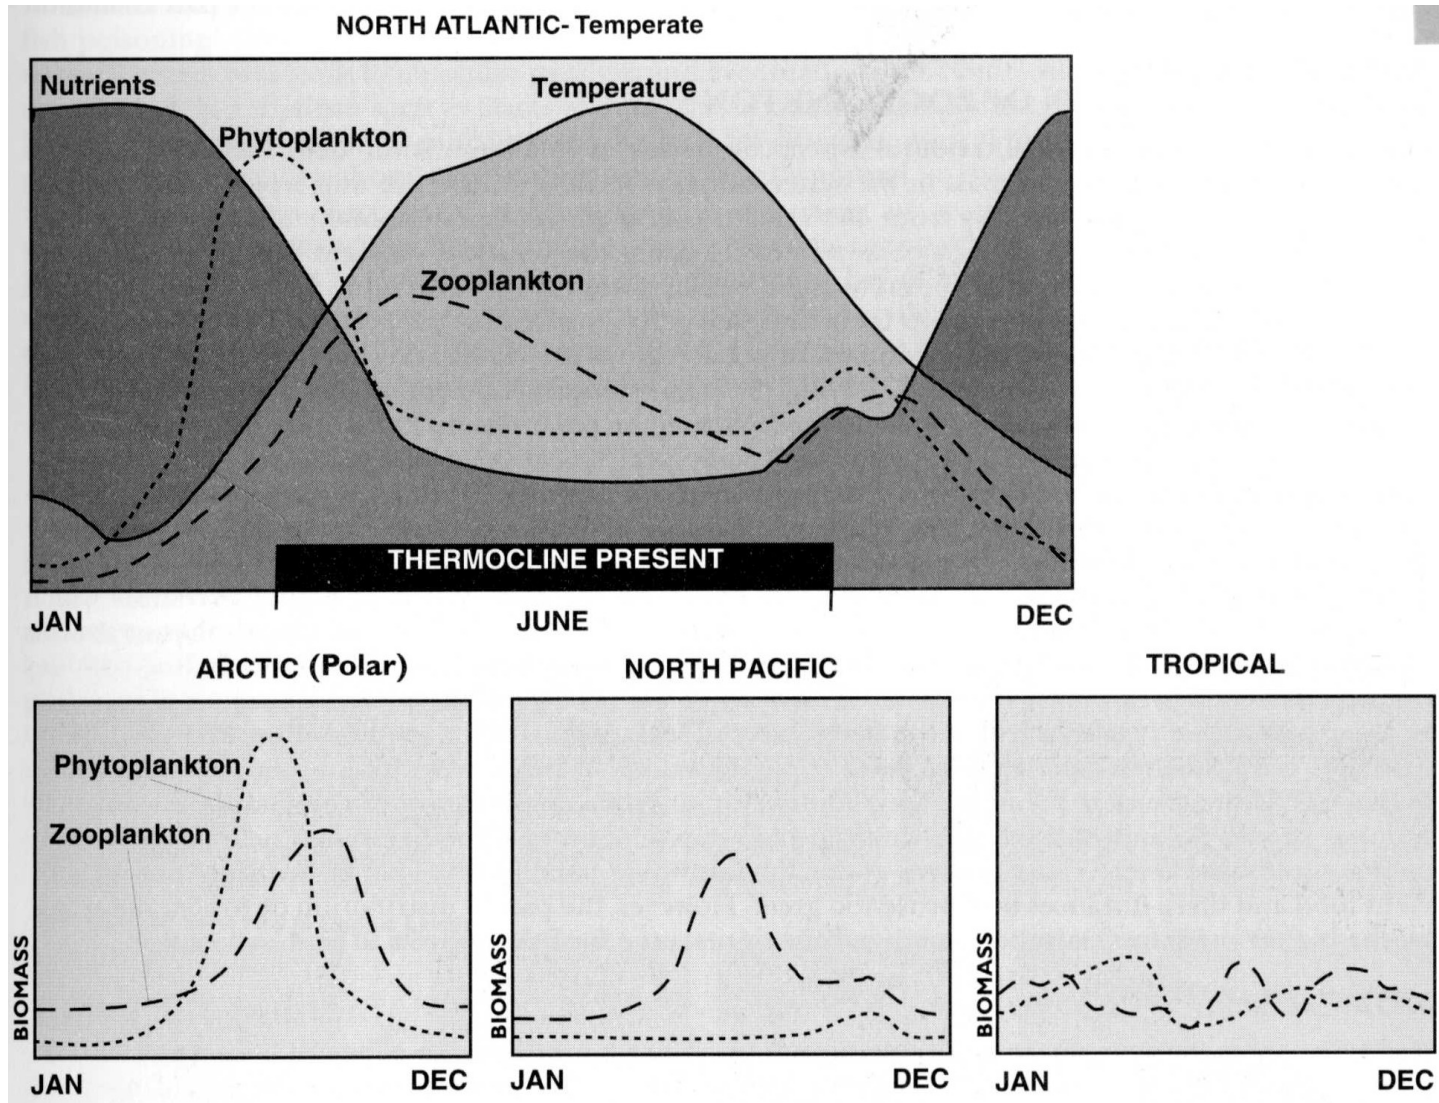 NORTH ATLANTIC- Temperate
Nutrients
Temperature
Phytoplankton
Zooplankton
THERMOCLINE PRESENT
JAN
JUNE
DEC
ARCTIC (Polar)
NORTH PACIFIC
TROPICAL
Phytoplankton
Zooplankton
BIOMASS
BIOMASS
BIOMASS
JAN
DEC
JAN
DEC
JAN
DEC